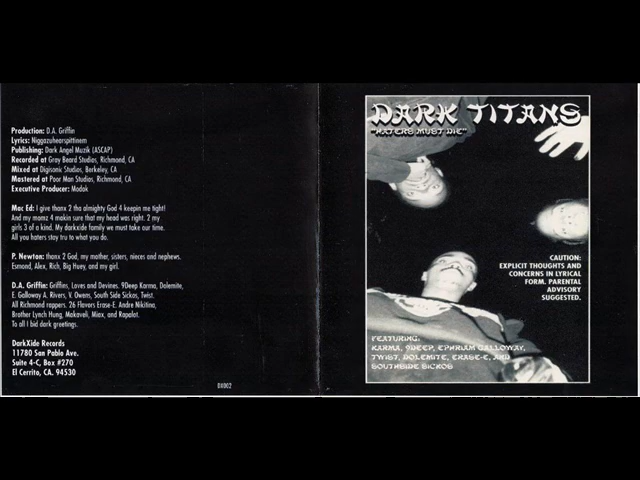 Production: D.A. Griffin
Lyrics: Niggazuhearspittinem
Publishing: Dark Angel Muzik (ASCAP)
Recorded at Gray Beard Studios, Richmond, CA
Mixed at Digisonic Studios, Berkeley, CA
Mastered at Poor Man Studios, Richmond, CA
Executive Producer: Modok
Mac Ed: I give thanx 2 tha almighty God 4 keepin me tight!
And my momz 4 makin sure that my head was right. 2 my
girls 3 of a kind. My darkxide family we must take our time.
All you haters stay tru to what you do.
P. Newton: thanx 2 God, my mother, sisters, nieces and nephews.
Esmond, Alex, Rich, Big Huey, and my girl.
D.A. Griffin: Griffins, Loves and Devines, 9Deep Karma, Dolemite,
E. Galloway A. Rivers, V. Owens, South Side Sickos, Twist.
All Richmond rappers. 26 Flavors Erase-E. Andre Nikitina,
Brother Lynch Hung, Makaveli, Miax, and Rapalot.
To all I bid dark greetings.
DarkXide Records
11780 San Pablo Ave.
Suite 4-C, Box #270
El Cerrito, CA. 94530
DX002
DARK TITANS
"HATERS MUST DIE"
CAUTION:
EXPLICIT THOUGHTS AND
CONCERNS IN LYRICAL
FORM. PARENTAL
ADVISORY
SUGGESTED.
FEATURING:
KARMA, 9DEEP, EPHRIAM GALLOWAY,
TWIST, DOLEMITE, ERASE-E, AND
SOUTHSIDE SICKOS